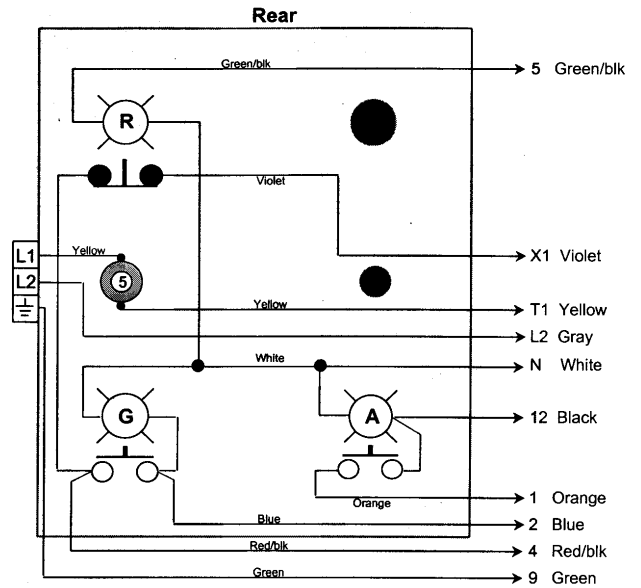 Rear
Green/blk
5 Green/blk
R
Violet
L1
Yellow
X1 Violet
L2
5
Yellow
T1 Yellow
L2 Gray
White
N White
G
A
12 Black
Orange
1 Orange
Blue
2 Blue
Red/blk
4 Red/blk
Green
9 Green